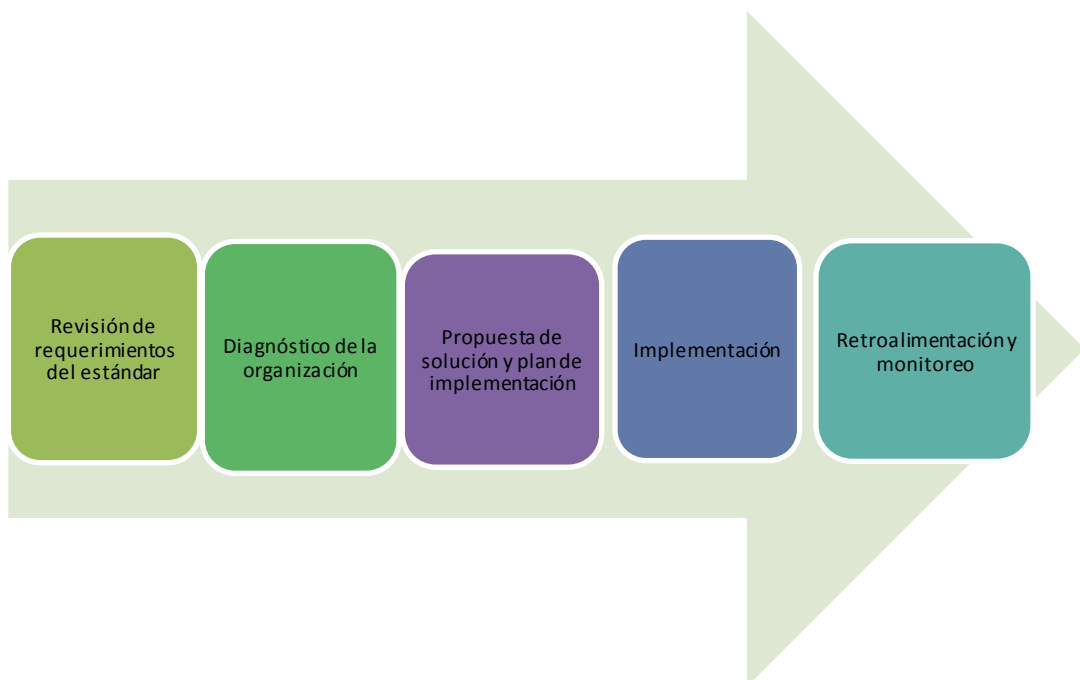 Revisión de
requerimientos
del estándar
Diagnóstico de la
organización
Propuesta de
solución y plan de
implementación
Implementación
Retroalimentación y
monitoreo